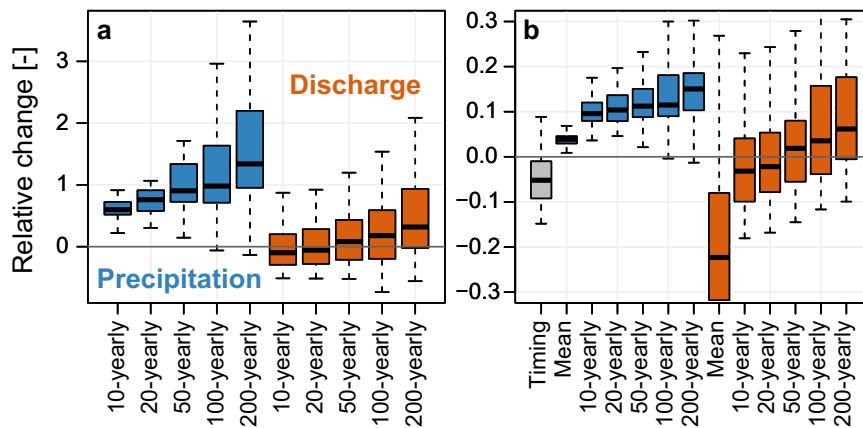 Relative change [-]
a
3
2
1
0
Discharge
Precipitation
10-yearly
20-yearly
50-yearly
100-yearly
200-yearly
10-yearly
20-yearly
50-yearly
100-yearly
200-yearly
b
0.3
0.2
0.1
0.0
−0.1
−0.2
−0.3
Timing
Mean
10-yearly
20-yearly
50-yearly
100-yearly
200-yearly
Mean
10-yearly
20-yearly
50-yearly
100-yearly
200-yearly